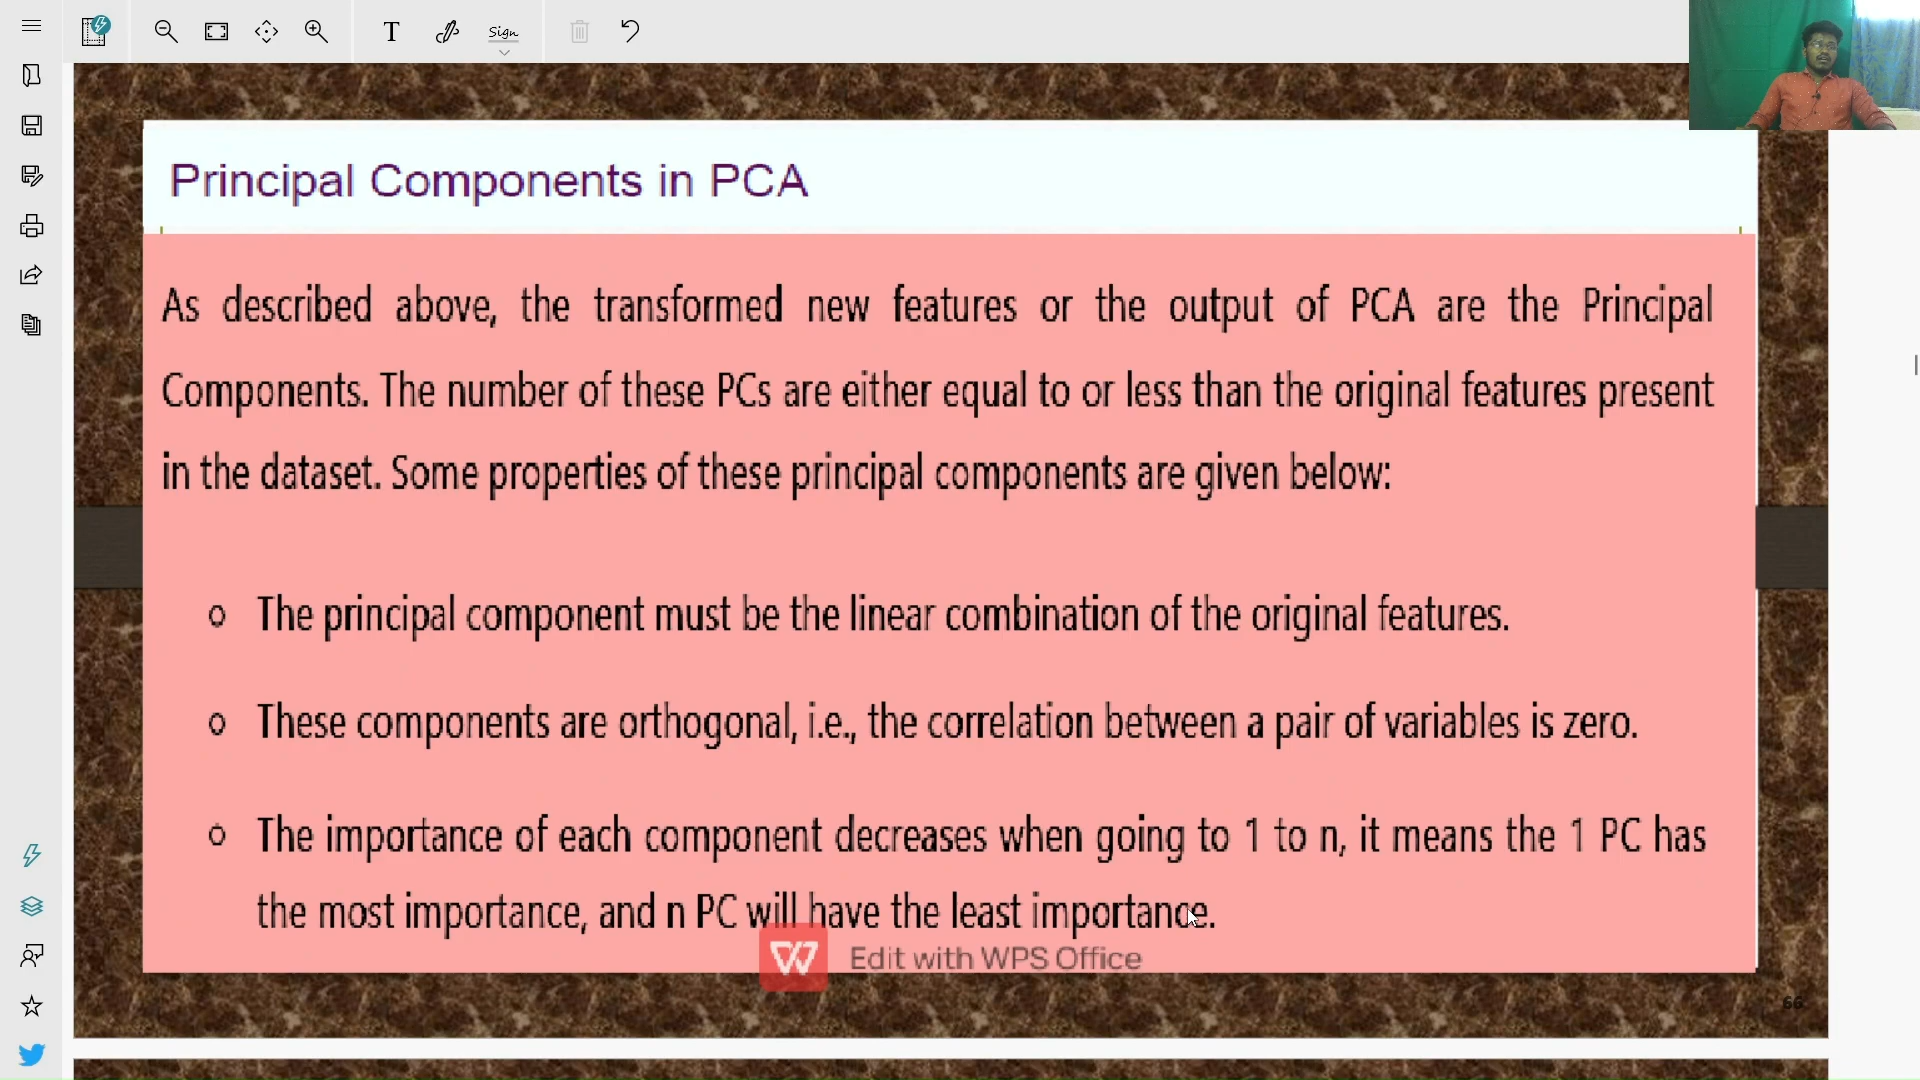 T
Sign
Principal Components in PCA
As described above, the transformed new features or the output of PCA are the Principal
Components. The number of these PCs are either equal to or less than the original features present
in the dataset. Some properties of these principal components are given below:
o The principal component must be the linear combination of the original features.
o These components are orthogonal, i.e., the correlation between a pair of variables is zero.
o The importance of each component decreases when going to 1 to n, it means the 1 PC has
the most importance, and n PC will have the least importance.
Edit with WPS Office
66